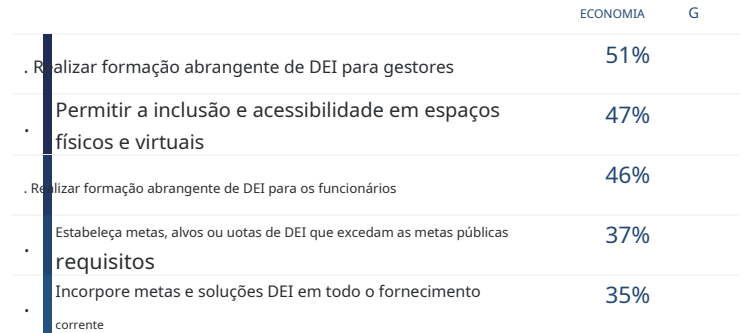 ECONOMIA G
. Realizar formação abrangente de DEI para gestores 51%
Permitir a inclusão e acessibilidade em espaços 47%
. físicos e virtuais
. Realizar formação abrangente de DEI para os funcionários 46%
Estabeleça metas, alvos ou uotas de DEI que excedam as metas públicas 37%
. requisitos
Incorpore metas e soluções DEI em todo o fornecimento 35%
. corrente